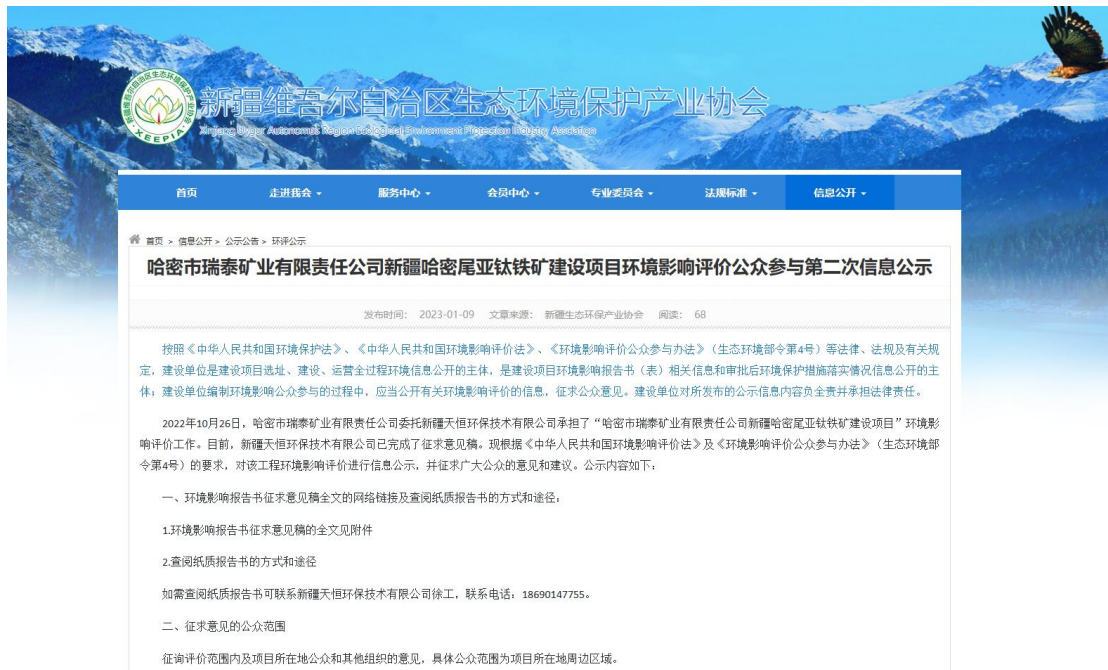 新疆维吾尔自治区生态环境保护产业协会
XEEPIA
Xinjiang Uygur Autonomous Region Ecological Environment Protection Industry Association
首页 走进我会 服务中心 会员中心 专业委员会 法规标准 信息公开
首页 > 信息公开 > 公示公告 > 环评公示
哈密市瑞泰矿业有限责任公司新疆哈密尾亚钛铁矿建设项目环境影响评价公众参与第二次信息公示
发布时间: 2023-01-09 文章来源: 新疆生态环保产业协会 阅读: 68
按照《中华人民共和国环境保护法》、《中华人民共和国环境影响评价法》、《环境影响评价公众参与办法》（生态环境部令第4号）等法律、法规及有关规
定，建设单位是建设项目选址、建设、运营全过程环境信息公开的主体，是建设项目环境影响报告书（表）相关信息和审批后环境保护措施落实情况信息公开的主
体；建设单位编制环境影响公众参与的过程中，应当公开有关环境影响评价的信息，征求公众意见。建设单位对所发布的公示信息内容负全责并承担法律责任。
2022年10月26日，哈密市瑞泰矿业有限责任公司委托新疆天恒环保技术有限公司承担了“哈密市瑞泰矿业有限责任公司新疆哈密尾亚钛铁矿建设项目”环境影
响评价工作。目前，新疆天恒环保技术有限公司已完成了征求意见稿。现根据《中华人民共和国环境影响评价法》及《环境影响评价公众参与办法》（生态环境部
令第4号）的要求，对该工程环境影响评价进行信息公示，并征求广大公众的意见和建议。公示内容如下：
一、环境影响报告书征求意见稿全文的网络链接及查阅纸质报告书的方式和途径；
1.环境影响报告书征求意见稿的全文见附件
2.查阅纸质报告书的方式和途径
如需查阅纸质报告书可联系新疆天恒环保技术有限公司徐工，联系电话：18690147755。
二、征求意见的公众范围
征询评价范围内及项目所在地公众和其他组织的意见，具体公众范围为项目所在地周边区域。